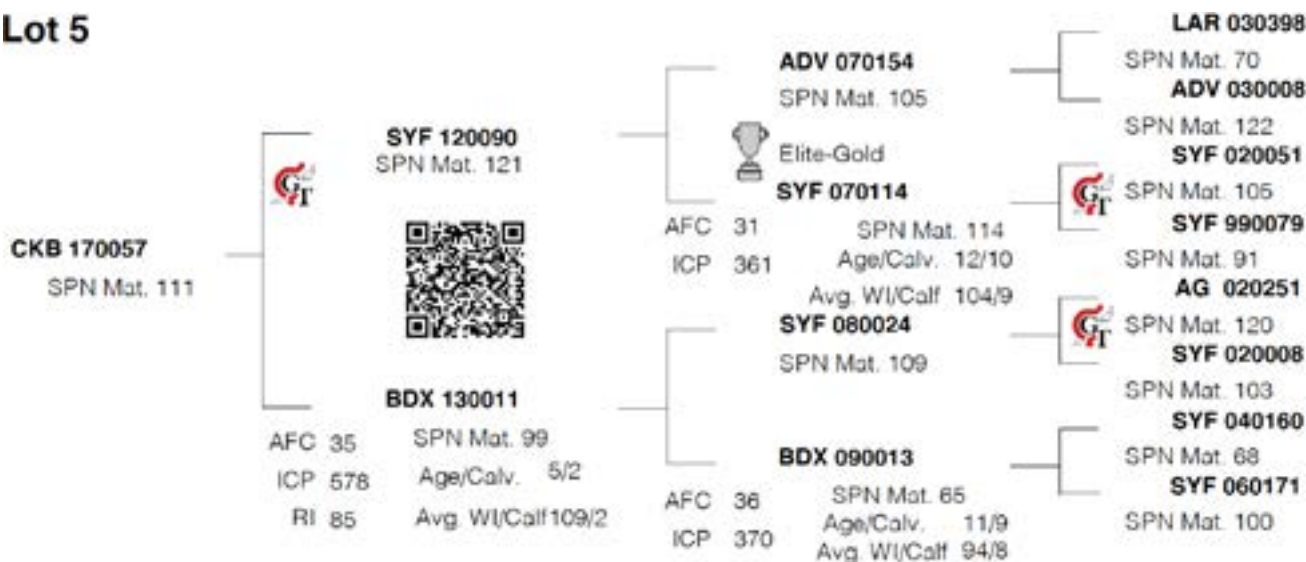 Lot 5
CKB 170057
SPN Mat. 111
GT
SYF 120090
SPN Mat. 121
BDX 130011
AFC 35 SPN Mat. 99
ICP 578 Age/Calv. 5/2
RI 85 Avg. WI/Calf 109/2
ADV 070154
SPN Mat. 105
Elite-Gold
SYF 070114
AFC 31 SPN Mat. 114
ICP 361 Age/Calv. 12/10
Avg. WI/Calf 104/9
SYF 080024
SPN Mat. 109
BDX 090013
AFC 36 SPN Mat. 65
Age/Calv. 11/9
ICP 370 Avg. WI/Calf 94/8
LAR 030398
SPN Mat. 70
ADV 030008
SPN Mat. 122
SYF 020051
GT
SPN Mat. 105
SYF 990079
SPN Mat. 91
AG 020251
GT
SPN Mat. 120
SYF 020008
SPN Mat. 103
SYF 040160
SPN Mat. 68
SYF 060171
SPN Mat. 100